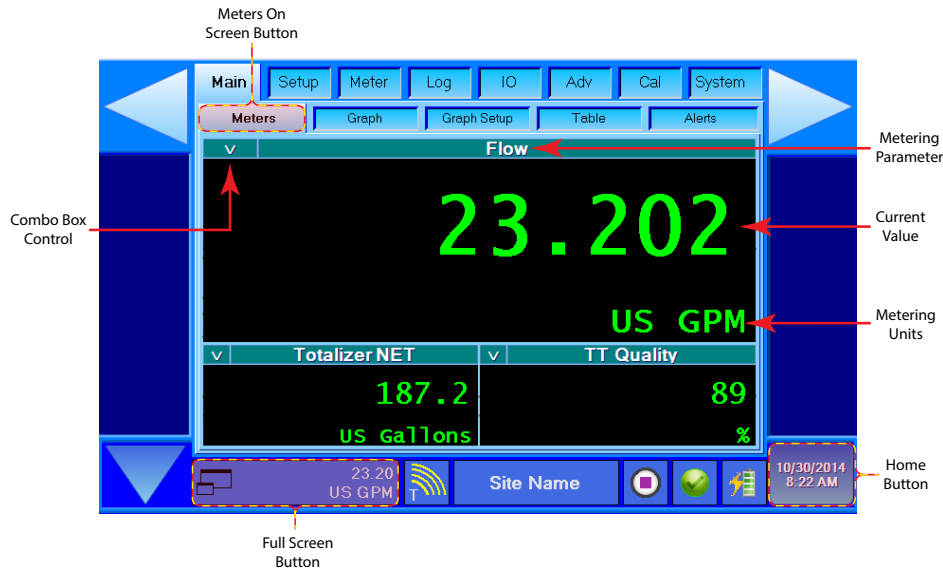 Meters On
Screen Button
Main Setup Meter Log IO Adv Cal System
Meters Graph Graph Setup Table Alerts
v Flow
Metering
Parameter
23.202
Combo Box
Control
Current
Value
US GPM
Metering
Units
v Totalizer NET v TT Quality
187.2 89
US Gallons %
23.20
US GPM
T
Site Name
10/30/2014
8:22 AM
Home
Button
Full Screen
Button